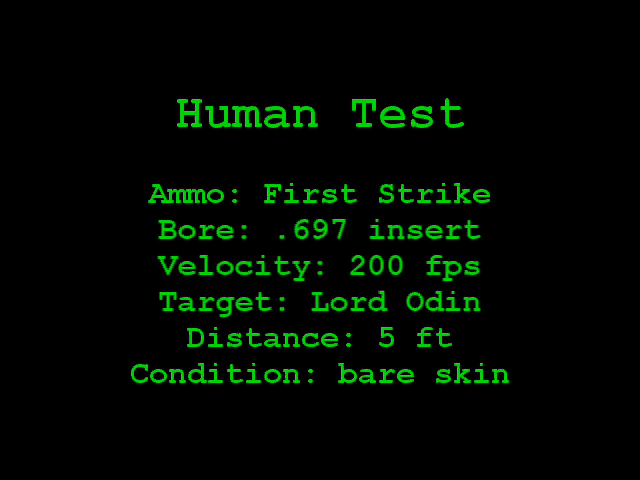 Human Test
Ammo: First Strike
Bore: .697 insert
Velocity: 200 fps
Target: Lord Odin
Distance: 5 ft
Condition: bare skin